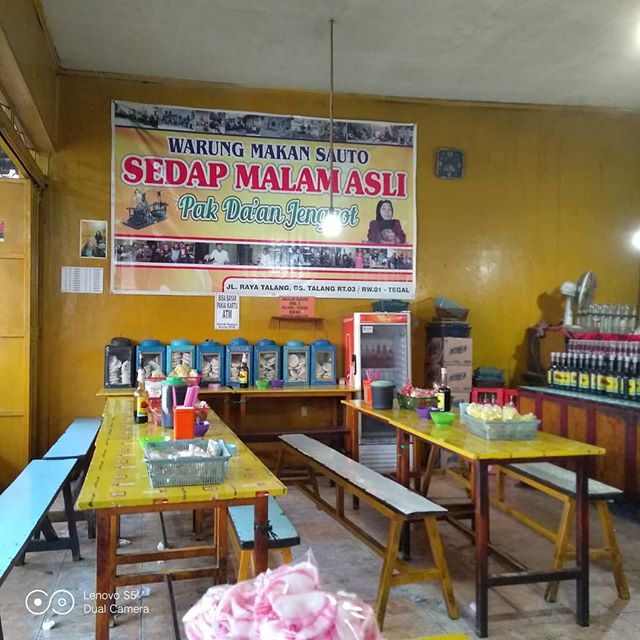 WARUNG MAKAN SAUTO
SEDAP MALAM ASLI
Pak Da'an Jenggot
JL. RAYA TALANG, DS. TALANG RT.03 / RW.01 - TEGAL
BISA BAYAR
PAKAI KARTU
ATM
Lenovo S5
Dual Camera